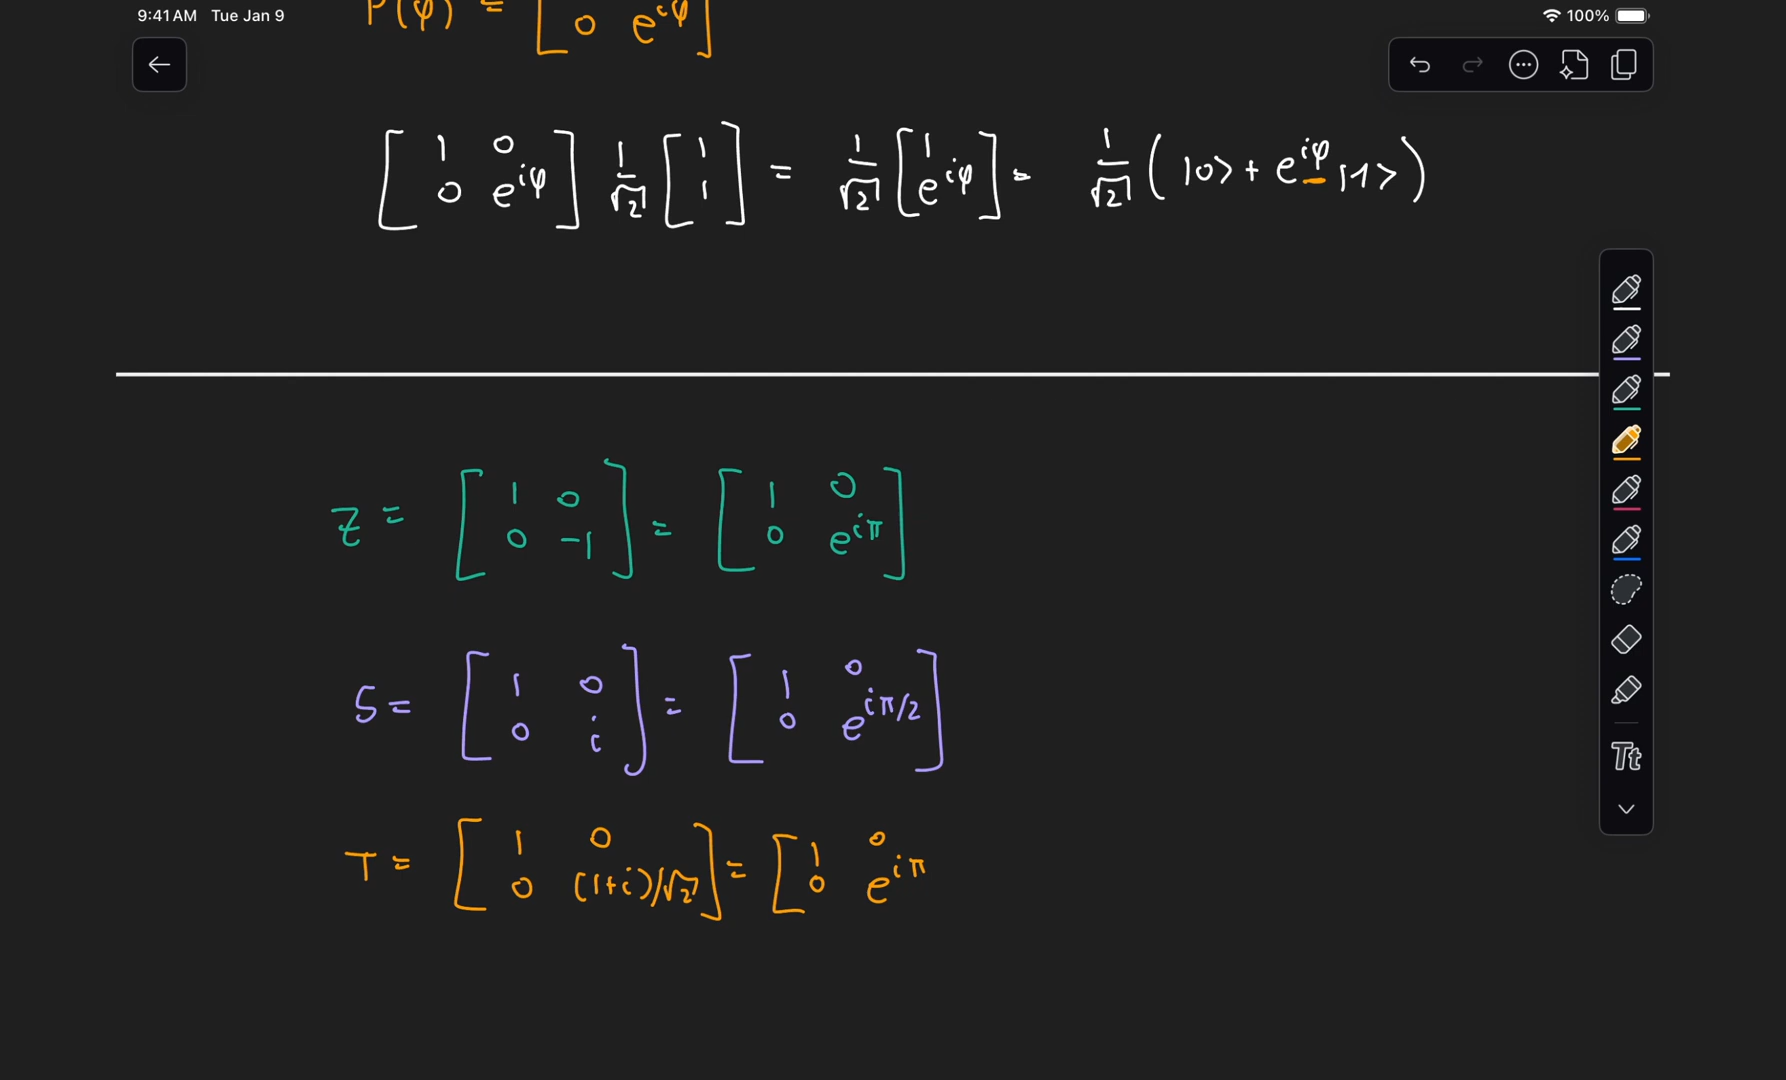 9:41 AM Tue Jan 9
100%
P(φ) = [ 0 e^{iφ} ]
[ 1 0 ; 0 e^{iφ} ] 1/√2 [ 1 ; 1 ] = 1/√2 [ 1 ; e^{iφ} ] = 1/√2 ( |0> + e^{iφ} |1> )
Z = [ 1 0 ; 0 -1 ] = [ 1 0 ; 0 e^{iπ} ]
S = [ 1 0 ; 0 i ] = [ 1 0 ; 0 e^{iπ/2} ]
T = [ 1 0 ; 0 (1+i)/√2 ] = [ 1 0 ; 0 e^{iπ}
Tt